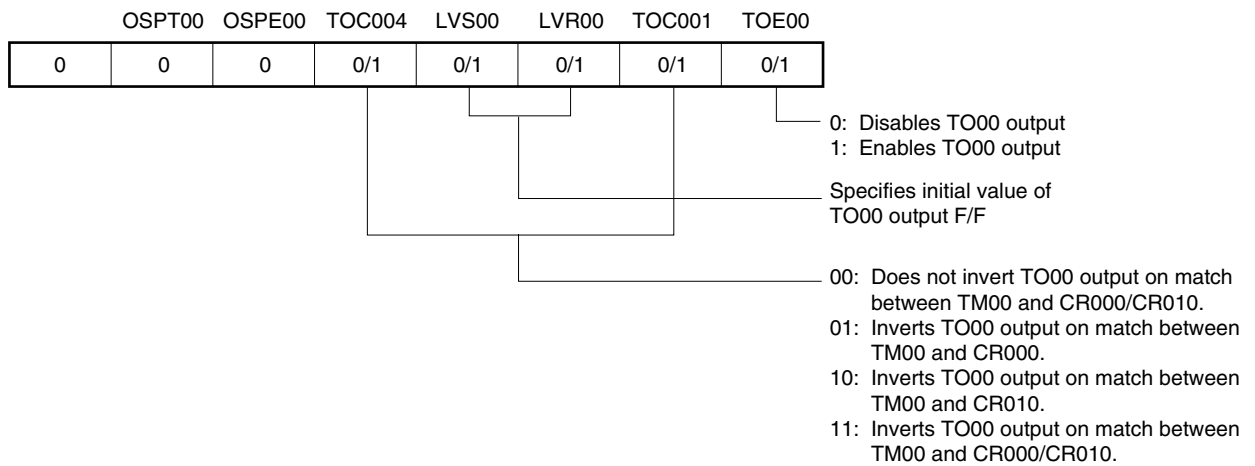 OSPT00 OSPE00 TOC004 LVS00 LVR00 TOC001 TOE00
0 0 0 0/1 0/1 0/1 0/1 0/1
0: Disables TO00 output
1: Enables TO00 output
Specifies initial value of
TO00 output F/F
00: Does not invert TO00 output on match
between TM00 and CR000/CR010.
01: Inverts TO00 output on match between
TM00 and CR000.
10: Inverts TO00 output on match between
TM00 and CR010.
11: Inverts TO00 output on match between
TM00 and CR000/CR010.